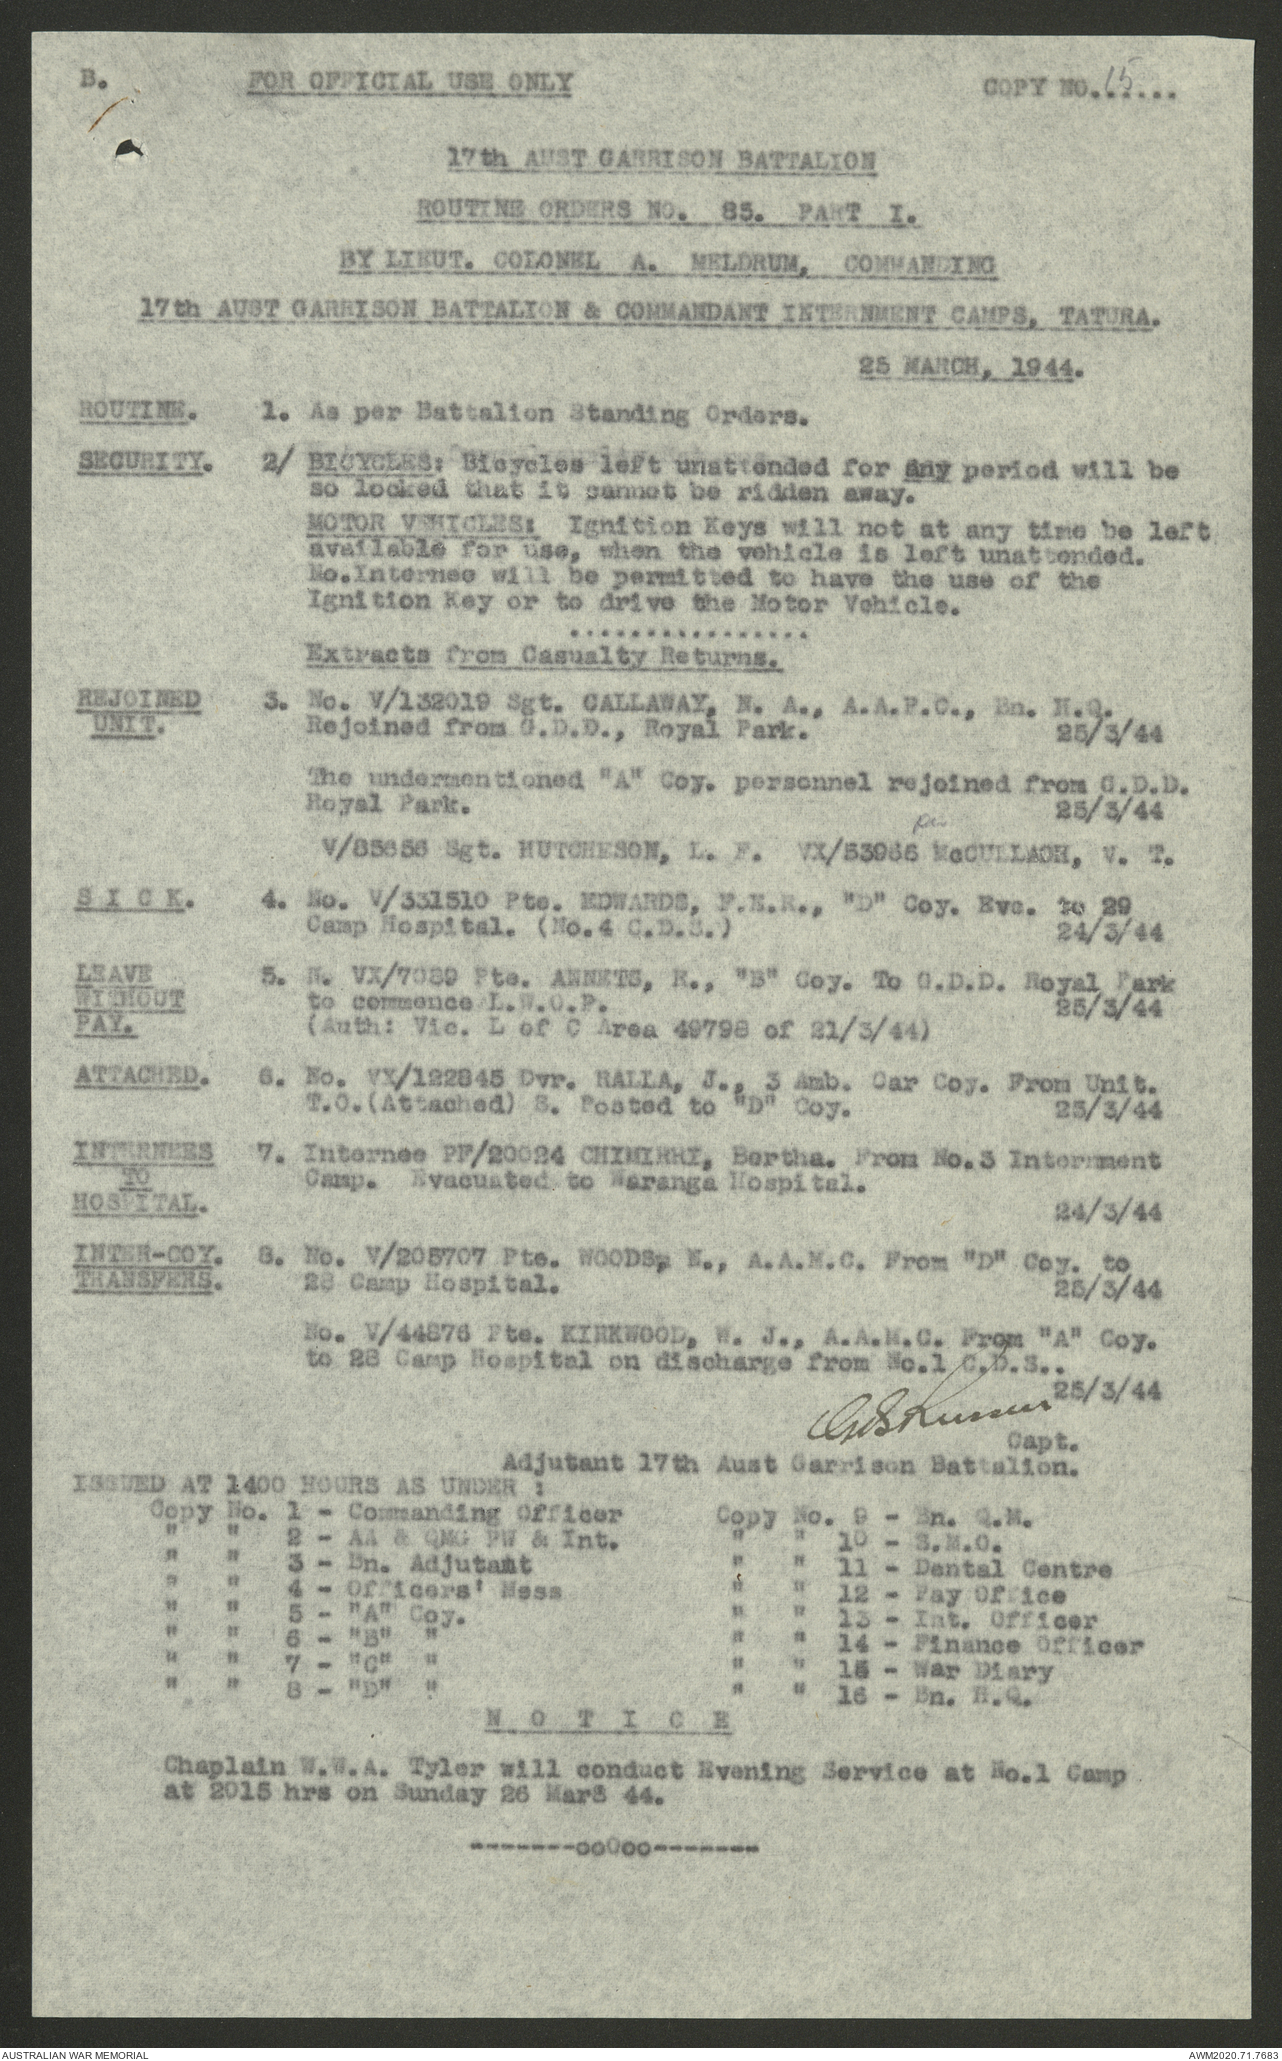 B. FOR OFFICIAL USE ONLY COPY NO.15.....
17th AUST GARRISON BATTALION
ROUTINE ORDERS NO. 85. PART I.
BY LIEUT. COLONEL A. MELDRUM, COMMANDING
17th AUST GARRISON BATTALION & COMMANDANT INTERNMENT CAMPS, TATURA.
25 MARCH, 1944.
ROUTINE. 1. As per Battalion Standing Orders.
SECURITY. 2/ BICYCLES: Bicycles left unattended for any period will be
so locked that it cannot be ridden away.
MOTOR VEHICLES: Ignition Keys will not at any time be left
available for use, when the vehicle is left unattended.
No.Internee will be permitted to have the use of the
Ignition Key or to drive the Motor Vehicle.
................
Extracts from Casualty Returns.
REJOINED 3. No. V/132019 Sgt. CALLAWAY, N. A., A.A.P.C., Bn. H.Q.
UNIT. Rejoined from G.D.D., Royal Park. 25/3/44
The undermentioned "A" Coy. personnel rejoined from G.D.D.
Royal Park. 25/3/44
V/85656 Sgt. HUTCHESON, L. F. VX/53966 McCULLAGH, V. T.
S I C K. 4. No. V/331510 Pte. EDWARDS, F.E.R., "D" Coy. Evc. to 29
Camp Hospital. (No.4 C.D.S.) 24/3/44
LEAVE 5. N. VX/7089 Pte. ANNETS, R., "B" Coy. To G.D.D. Royal Park
WITHOUT to commence L.W.O.P. 25/3/44
PAY. (Auth: Vic. L of C Area 49798 of 21/3/44)
ATTACHED. 6. No. VX/122845 Dvr. RALLA, J., 3 Amb. Car Coy. From Unit.
T.O.(Attached) S. Posted to "D" Coy. 25/3/44
INTERNEES 7. Internee PF/20024 CHIMIRRI, Bertha. From No.3 Internment
TO Camp. Evacuated to Waranga Hospital.
HOSPITAL. 24/3/44
INTER-COY. 8. No. V/205707 Pte. WOODS, N., A.A.M.C. From "D" Coy. to
TRANSFERS. 28 Camp Hospital. 25/3/44
No. V/44876 Pte. KIRKWOOD, W. J., A.A.M.C. From "A" Coy.
to 28 Camp Hospital on discharge from No.1 C.D.S..
25/3/44
Capt.
Adjutant 17th Aust Garrison Battalion.
ISSUED AT 1400 HOURS AS UNDER :
Copy No. 1 - Commanding Officer Copy No. 9 - Bn. Q.M.
" " 2 - AA & QMG PW & Int. " " 10 - S.M.O.
" " 3 - Bn. Adjutant " " 11 - Dental Centre
" " 4 - Officers' Mess " " 12 - Pay Office
" " 5 - "A" Coy. " " 13 - Int. Officer
" " 6 - "B" " " " 14 - Finance Officer
" " 7 - "C" " " " 15 - War Diary
" " 8 - "D" " " " 16 - Bn. H.Q.
N O T I C E
Chaplain W.W.A. Tyler will conduct Evening Service at No.1 Camp
at 2015 hrs on Sunday 26 Mar 44.
-------ooOoo-------
AUSTRALIAN WAR MEMORIAL AWM2020.71.7683